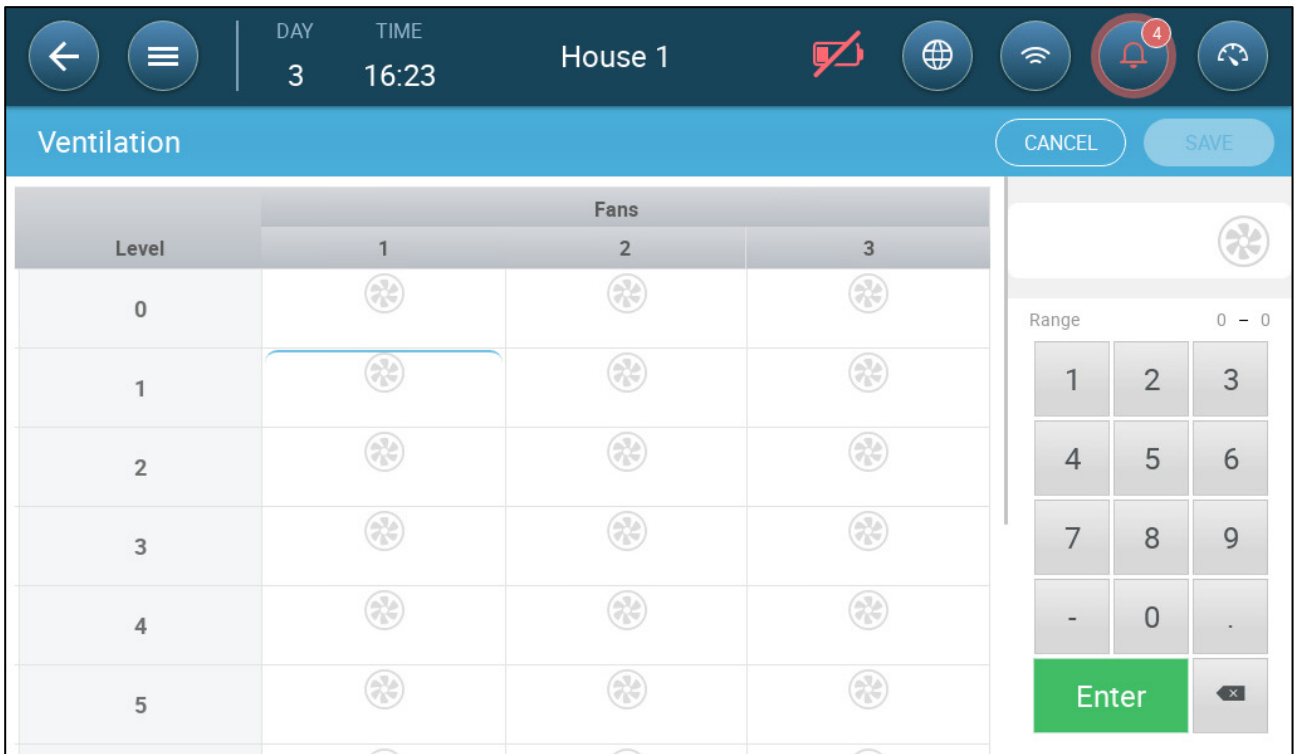 DAY TIME
3 16:23
House 1
4
Ventilation
CANCEL
SAVE
Fans
Level 1 2 3
0
1
2
3
4
5
Range 0 – 0
1 2 3
4 5 6
7 8 9
- 0 .
Enter